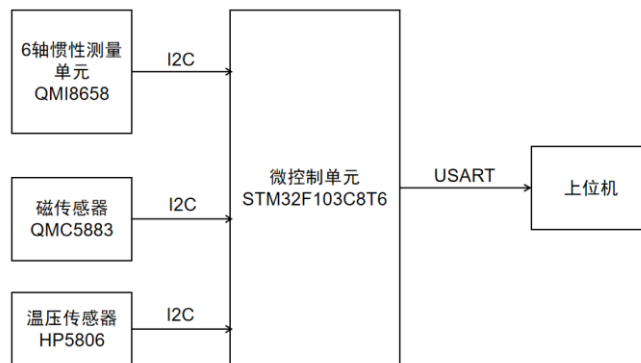 6轴惯性测量
单元
QMI8658
I2C
磁传感器
QMC5883
I2C
温压传感器
HP5806
I2C
微控制单元
STM32F103C8T6
USART
上位机